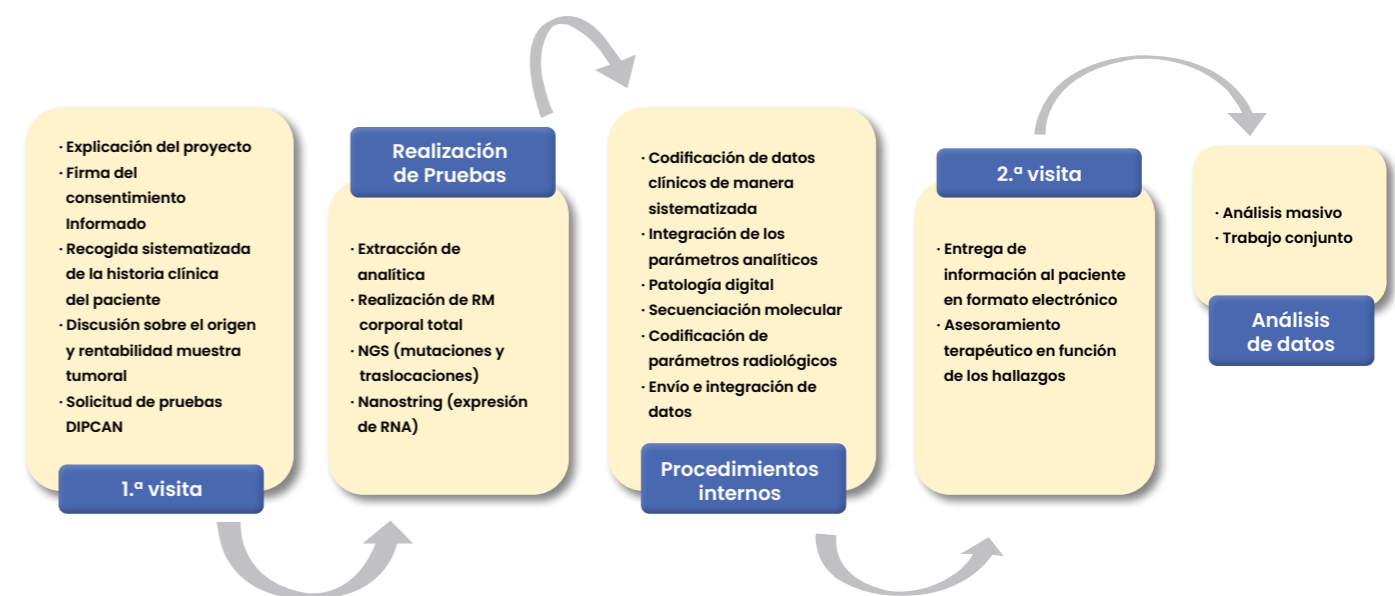 · Explicación del proyecto
· Firma del
consentimiento
Informado
· Recogida sistematizada
de la historia clínica
del paciente
· Discusión sobre el origen
y rentabilidad muestra
tumoral
· Solicitud de pruebas
DIPCAN
1.ª visita
Realización
de Pruebas
· Extracción de
analítica
· Realización de RM
corporal total
· NGS (mutaciones y
traslocaciones)
· Nanostring (expresión
de RNA)
· Codificación de datos
clínicos de manera
sistematizada
· Integración de los
parámetros analíticos
· Patología digital
· Secuenciación molecular
· Codificación de
parámetros radiológicos
· Envío e integración de
datos
Procedimientos
internos
2.ª visita
· Entrega de
información al paciente
en formato electrónico
· Asesoramiento
terapéutico en función
de los hallazgos
· Análisis masivo
· Trabajo conjunto
Análisis
de datos